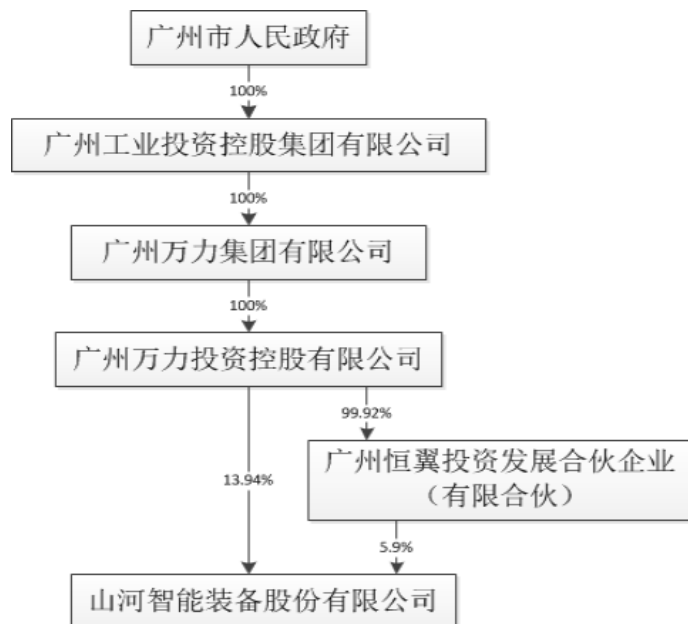 广州市人民政府
100%
广州工业投资控股集团有限公司
100%
广州万力集团有限公司
100%
广州万力投资控股有限公司
99.92%
广州恒翼投资发展合伙企业
（有限合伙）
13.94%
5.9%
山河智能装备股份有限公司